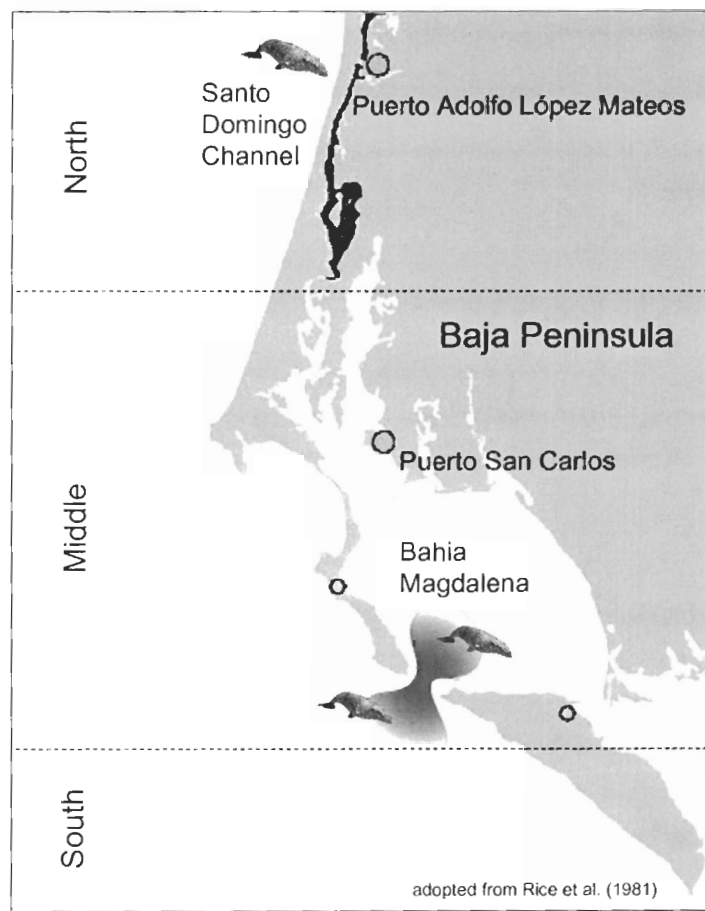 Santo
Domingo
Channel
Puerto Adolfo López Mateos
North
Baja Peninsula
Puerto San Carlos
Middle
Bahia
Magdalena
South
adopted from Rice et al. (1981)